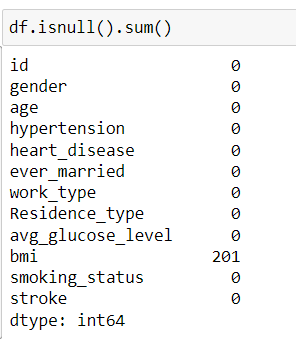 df.isnull().sum()
id 0
gender 0
age 0
hypertension 0
heart_disease 0
ever_married 0
work_type 0
Residence_type 0
avg_glucose_level 0
bmi 201
smoking_status 0
stroke 0
dtype: int64